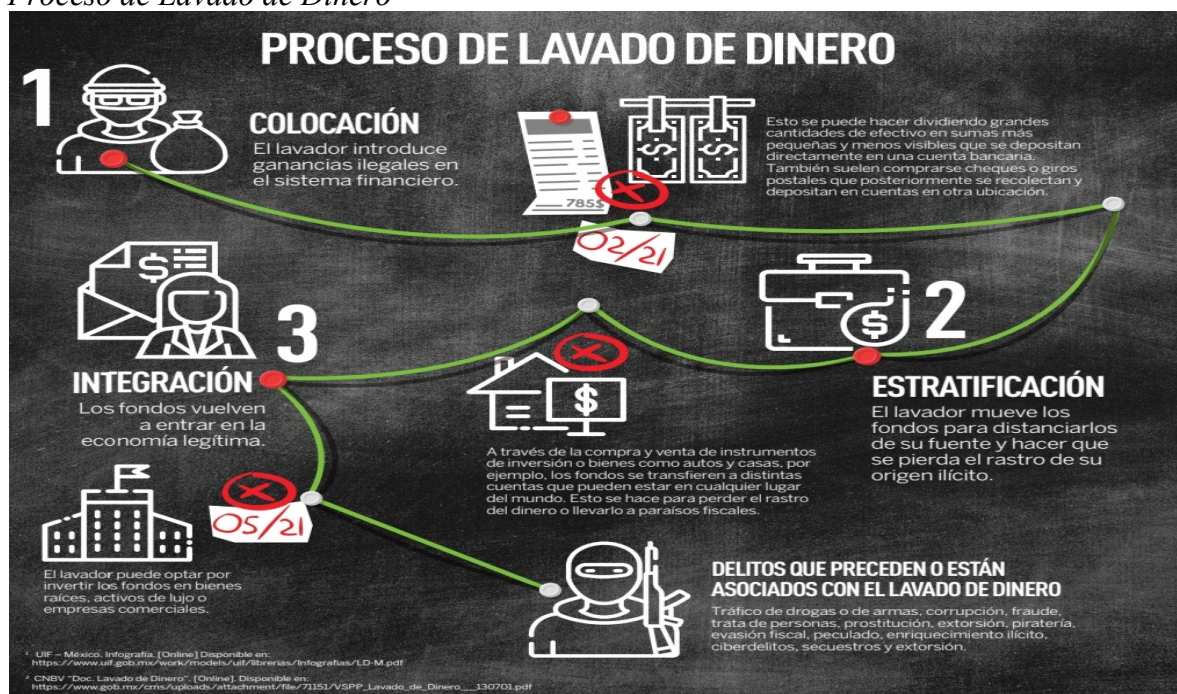 Proceso de Lavado de Dinero
PROCESO DE LAVADO DE DINERO
1
COLOCACIÓN
El lavador introduce
ganancias ilegales en
el sistema financiero.
785$
02/21
Esto se puede hacer dividiendo grandes
cantidades de efectivo en sumas más
pequeñas y menos visibles que se depositan
directamente en una cuenta bancaria.
También suelen comprarse cheques o giros
postales que posteriormente se recolectan y
depositan en cuentas en otra ubicación.
2
ESTRATIFICACIÓN
El lavador mueve los
fondos para distanciarlos
de su fuente y hacer que
se pierda el rastro de su
origen ilícito.
$
$
A través de la compra y venta de instrumentos
de inversión o bienes como autos y casas, por
ejemplo, los fondos se transfieren a distintas
cuentas que pueden estar en cualquier lugar
del mundo. Esto se hace para perder el rastro
del dinero o llevarlo a paraísos fiscales.
$
3
INTEGRACIÓN
Los fondos vuelven
a entrar en la
economía legítima.
05/21
El lavador puede optar por
invertir los fondos en bienes
raíces, activos de lujo o
empresas comerciales.
DELITOS QUE PRECEDEN O ESTÁN
ASOCIADOS CON EL LAVADO DE DINERO
Tráfico de drogas o de armas, corrupción, fraude,
trata de personas, prostitución, extorsión, piratería,
evasión fiscal, peculado, enriquecimiento ilícito,
ciberdelitos, secuestros y extorsión.
¹ UIF – México. Infografía. [Online] Disponible en:
https://www.uif.gob.mx/work/models/uif/librerias/Infografias/LD-M.pdf
² CNBV "Doc. Lavado de Dinero". [Online]. Disponible en:
https://www.gob.mx/cms/uploads/attachment/file/71151/VSPP_Lavado_de_Dinero___130701.pdf